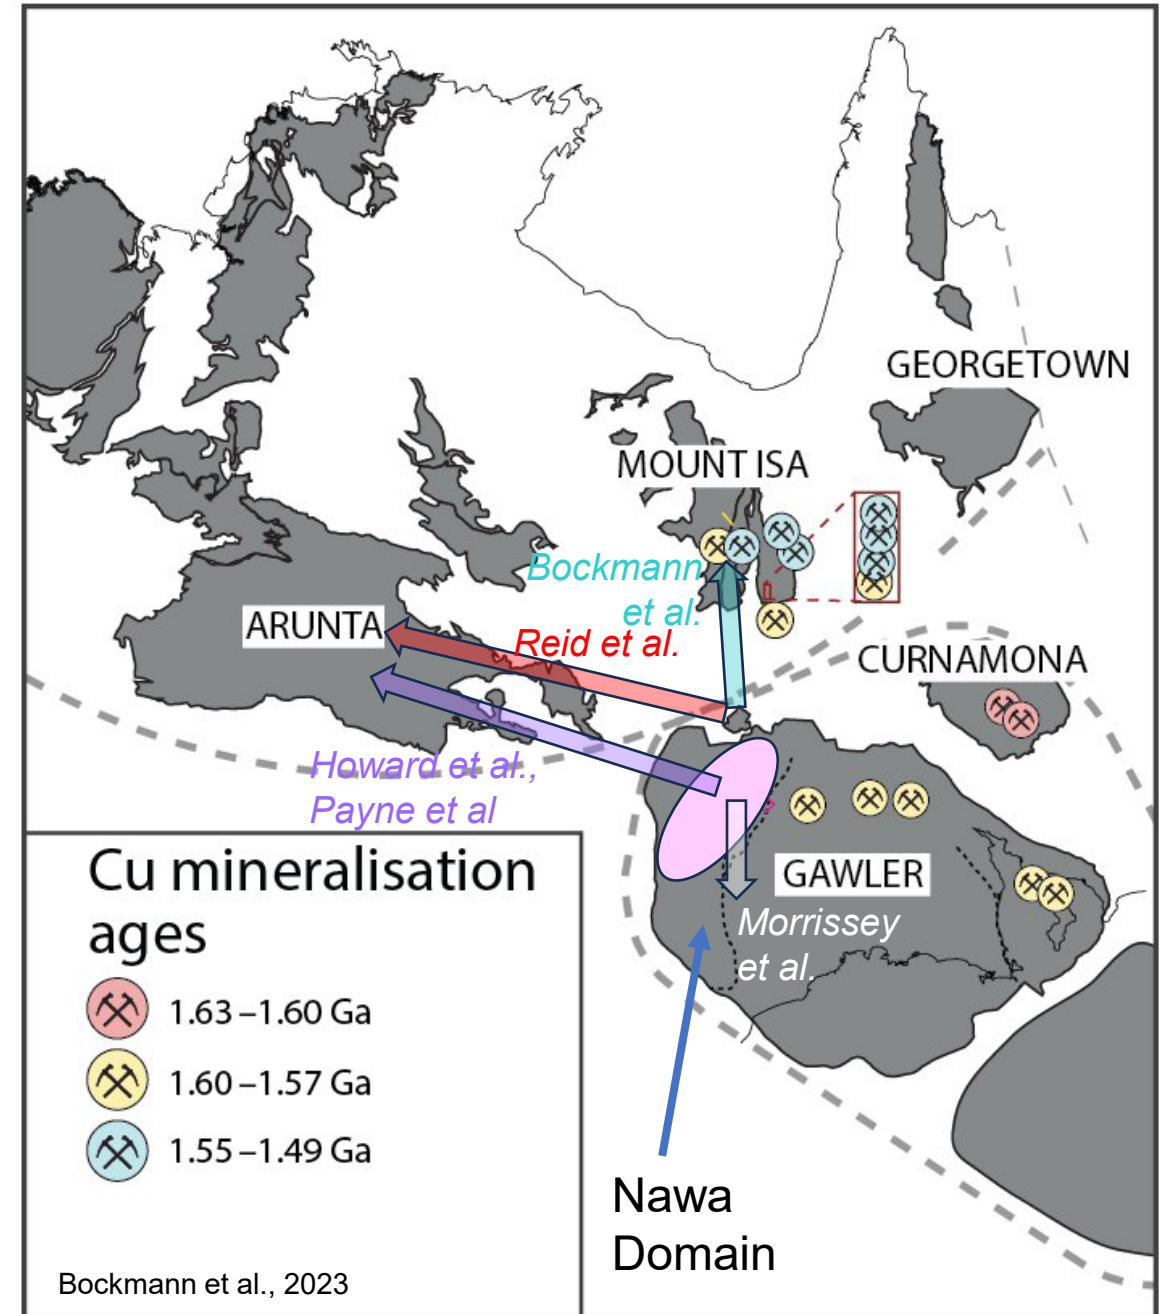 GEORGETOWN
MOUNT ISA
Bockmann
et al.
ARUNTA
Reid et al.
CURNAMONA
Howard et al.,
Payne et al
GAWLER
Morrissey
et al.
Cu mineralisation
ages
1.63–1.60 Ga
1.60–1.57 Ga
1.55–1.49 Ga
Nawa
Domain
Bockmann et al., 2023